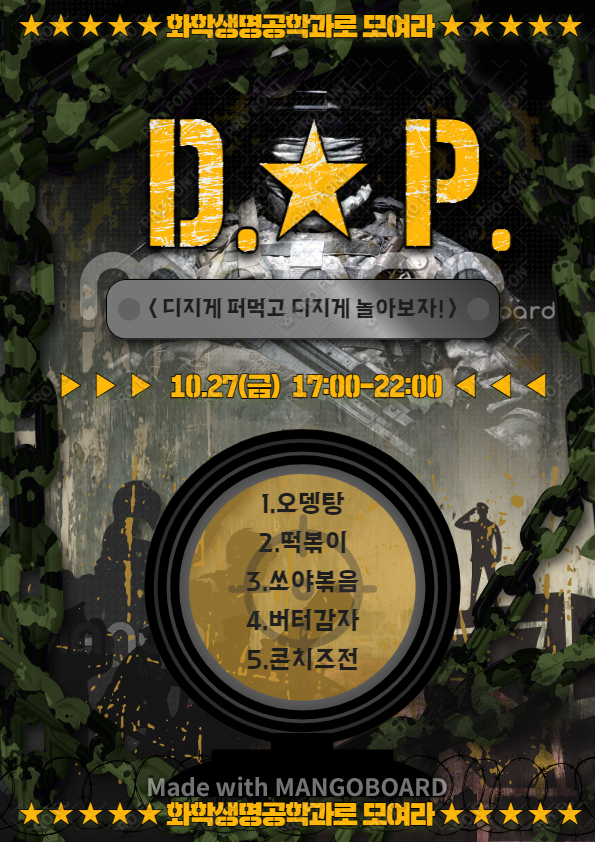 ★★★★★화학생명공학과로 모여라★★★★★
D.★P.
< 디지게 퍼먹고 디지게 놀아보자! >
▶ ▶ ▶ 10.27(금) 17:00-22:00 ◀ ◀ ◀
1.오뎅탕
2.떡볶이
3.쏘야볶음
4.버터감자
5.콘치즈전
Made with MANGOBOARD
★★★★★화학생명공학과로 모여라★★★★★